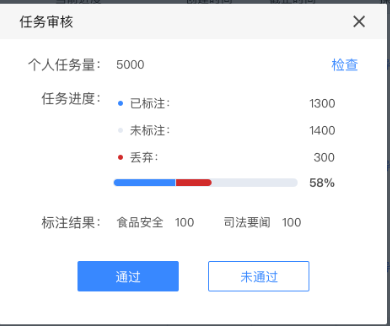 任务审核
个人任务量： 5000 检查
任务进度： 已标注： 1300
未标注： 1400
丢弃： 300
58%
标注结果： 食品安全 100 司法要闻 100
通过 未通过